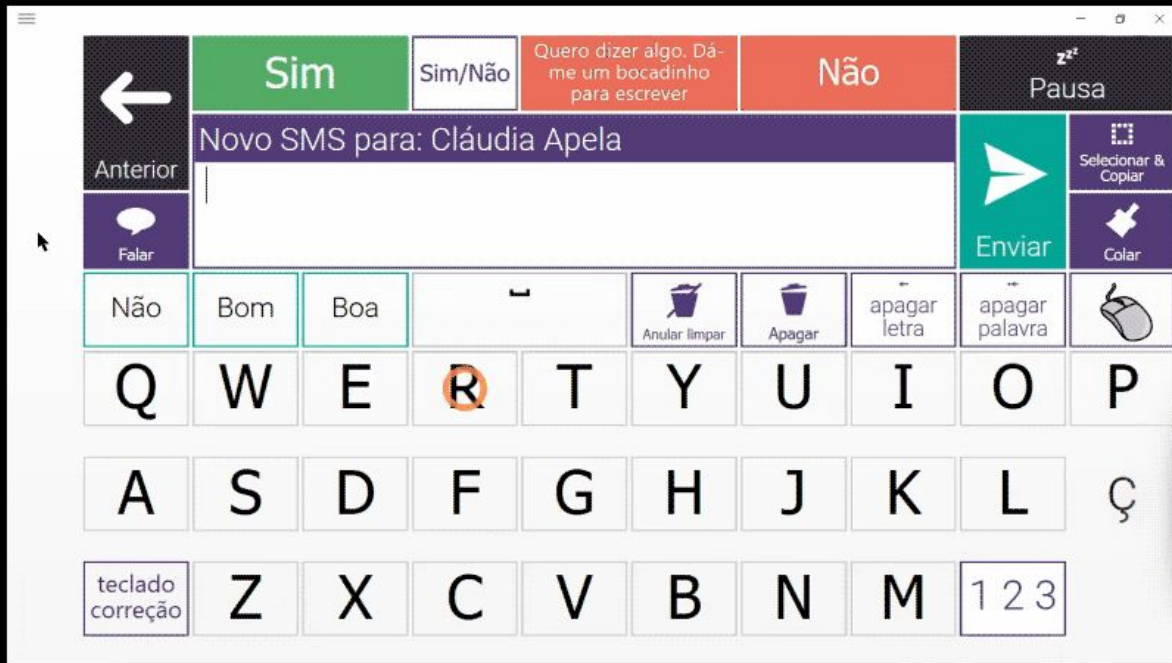 Anterior
Sim
Sim/Não
Quero dizer algo. Dá-
me um bocadinho
para escrever
Não
zzz
Pausa
Novo SMS para: Cláudia Apela
Enviar
Selecionar &
Copiar
Falar
Colar
Não
Bom
Boa
Anular limpar
Apagar
apagar
letra
apagar
palavra
Q W E R T Y U I O P
A S D F G H J K L Ç
teclado
correção
Z X C V B N M 1 2 3